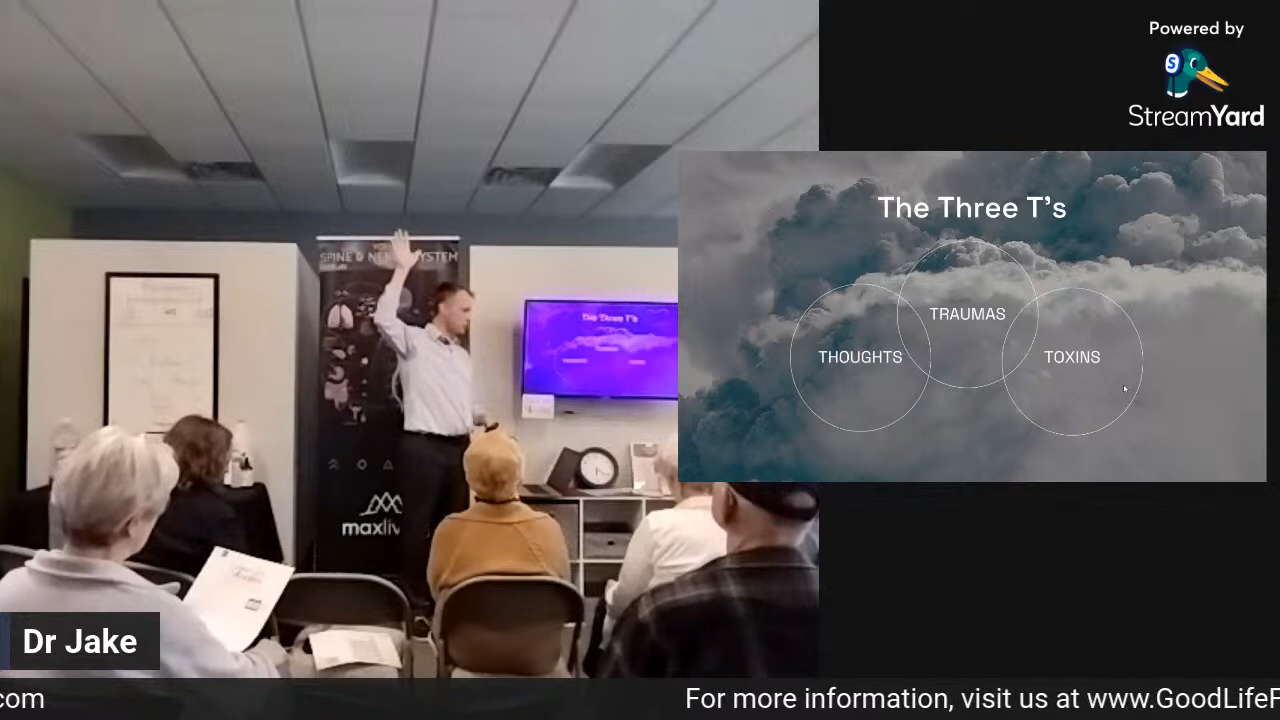 Powered by
StreamYard
The Three T's
TRAUMAS
THOUGHTS
TOXINS
SPINE & NE SYSTEM
The Three T's
maxliv
Dr Jake
.com
For more information, visit us at www.GoodLifeF